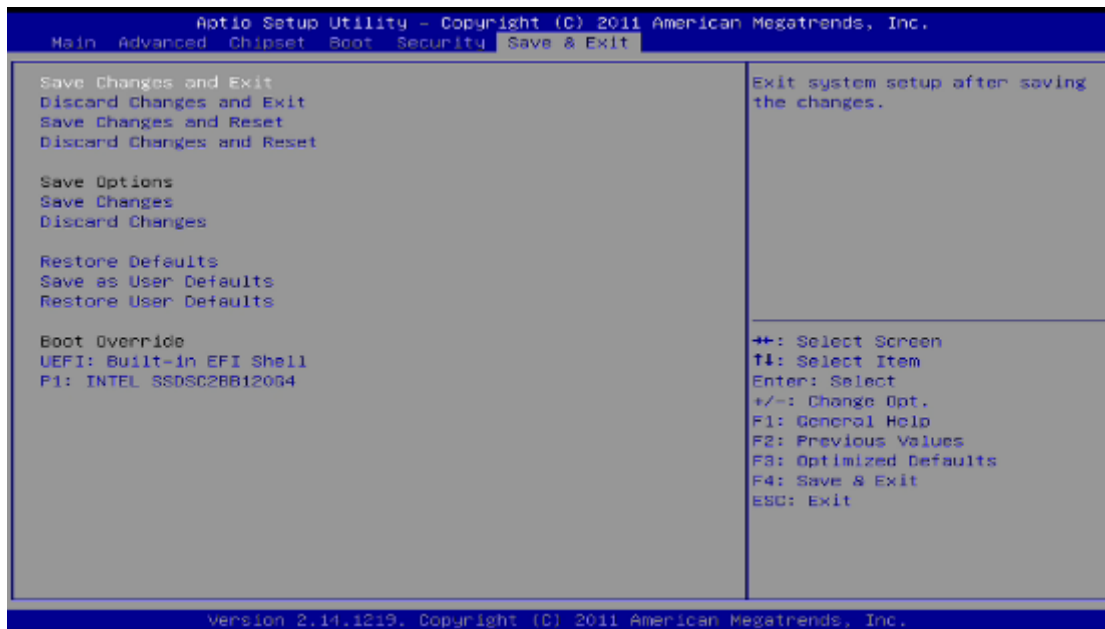 Aptio Setup Utility – Copyright (C) 2011 American Megatrends, Inc.
Main Advanced Chipset Boot Security Save & Exit
Save Changes and Exit
Discard Changes and Exit
Save Changes and Reset
Discard Changes and Reset
Save Options
Save Changes
Discard Changes
Restore Defaults
Save as User Defaults
Restore User Defaults
Boot Override
UEFI: Built-in EFI Shell
P1: INTEL SSDSC2BB120G4
Exit system setup after saving
the changes.
→←: Select Screen
↑↓: Select Item
Enter: Select
+/-: Change Opt.
F1: General Help
F2: Previous Values
F3: Optimized Defaults
F4: Save & Exit
ESC: Exit
Version 2.14.1219. Copyright (C) 2011 American Megatrends, Inc.